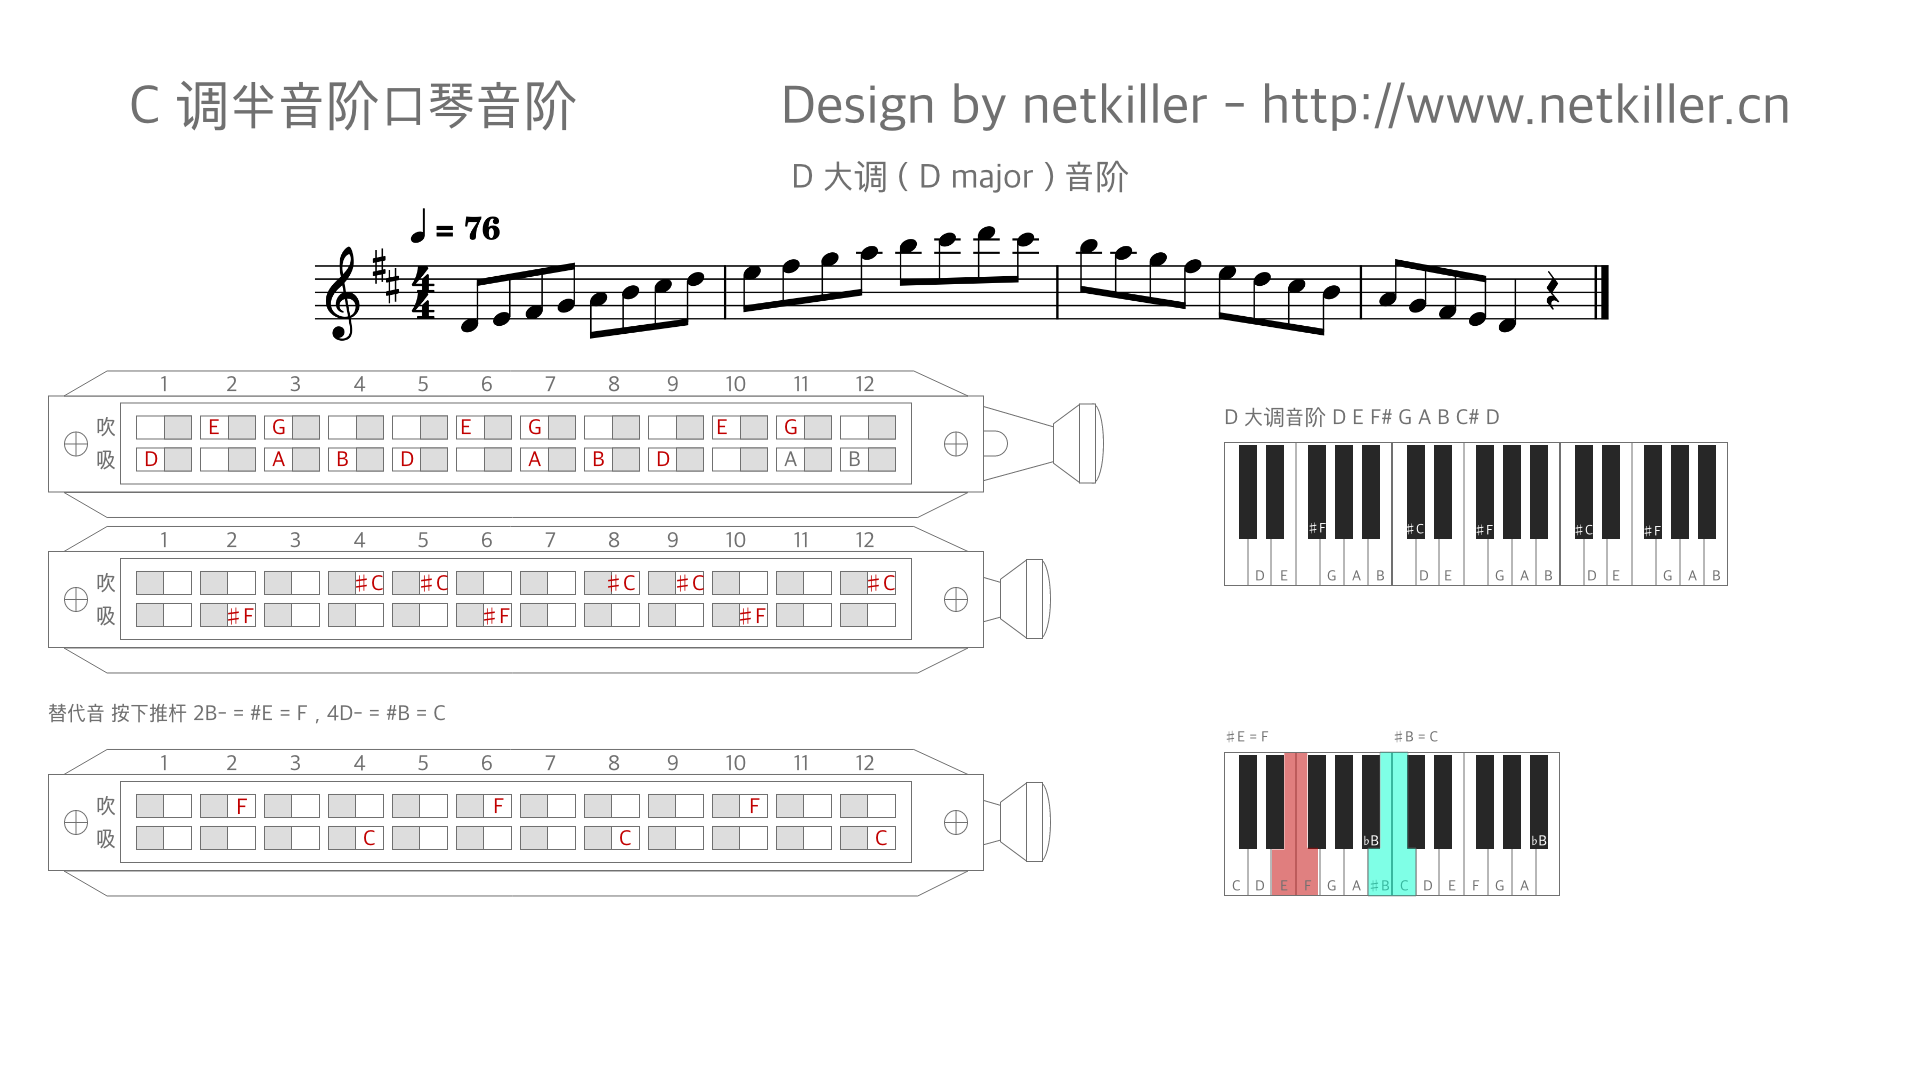 C 调半音阶口琴音阶
Design by netkiller - http://www.netkiller.cn
D 大调 ( D major ) 音阶
= 76
4
4
1 2 3 4 5 6 7 8 9 10 11 12
吹 E G E G E G
吸 D A B D A B D A B
D 大调音阶 D E F# G A B C# D
♯F ♯C ♯F ♯C ♯F
D E G A B D E G A B D E G A B
1 2 3 4 5 6 7 8 9 10 11 12
吹 ♯C ♯C ♯C ♯C ♯C
吸 ♯F ♯F ♯F
替代音 按下推杆 2B- = #E = F , 4D- = #B = C
♯E = F ♯B = C
1 2 3 4 5 6 7 8 9 10 11 12
吹 F F F
吸 C C C
♭B ♭B
C D E F G A ♯B C D E F G A